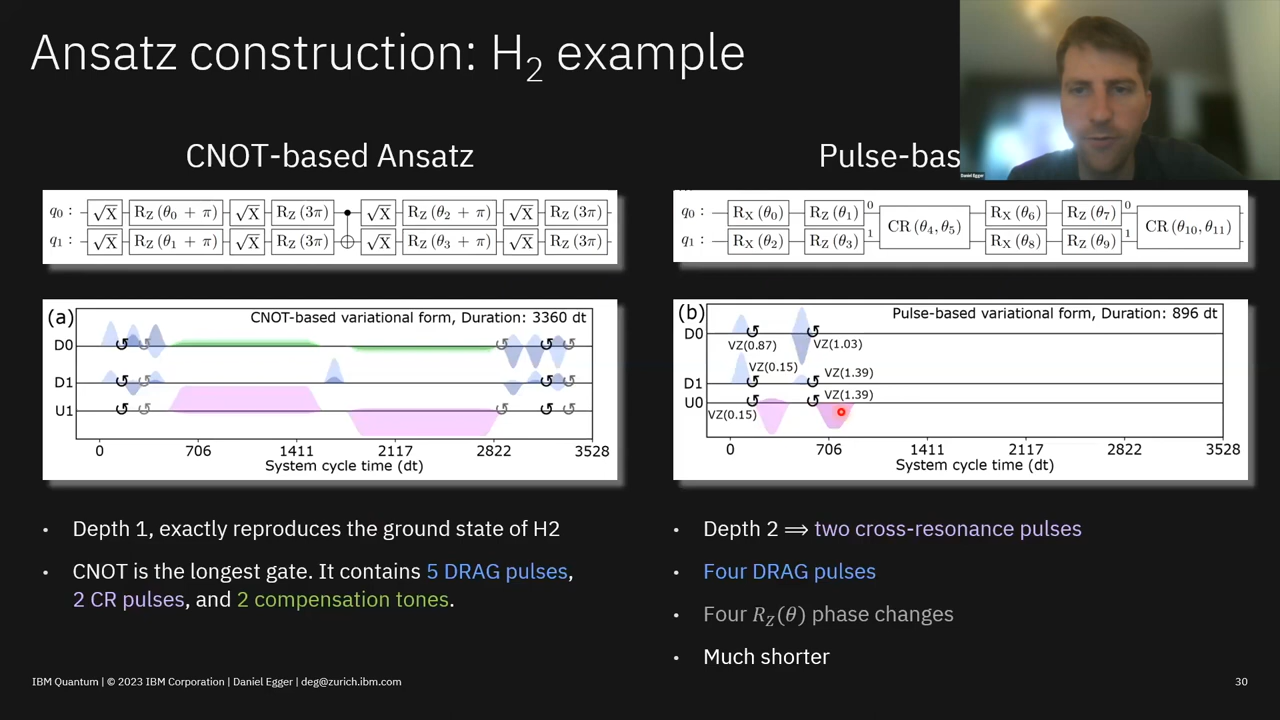 Ansatz construction: H2 example
Daniel Egger
CNOT-based Ansatz
q0 : √X RZ (θ0 + π) √X RZ (3π) √X RZ (θ2 + π) √X RZ (3π)
q1 : √X RZ (θ1 + π) √X RZ (3π) √X RZ (θ3 + π) √X RZ (3π)
(a) CNOT-based variational form, Duration: 3360 dt
D0
D1
U1
0 706 1411 2117 2822 3528
System cycle time (dt)
• Depth 1, exactly reproduces the ground state of H2
• CNOT is the longest gate. It contains 5 DRAG pulses,
2 CR pulses, and 2 compensation tones.
Pulse-bas
q0 : RX (θ0) RZ (θ1) 0 CR (θ4, θ5) RX (θ6) RZ (θ7) 0 CR (θ10, θ11)
q1 : RX (θ2) RZ (θ3) 1 RX (θ8) RZ (θ9) 1
(b) Pulse-based variational form, Duration: 896 dt
D0
VZ(0.87) VZ(1.03)
VZ(0.15)
VZ(1.39)
D1
VZ(1.39)
U0
VZ(0.15)
0 706 1411 2117 2822 3528
System cycle time (dt)
• Depth 2 ⟹ two cross-resonance pulses
• Four DRAG pulses
• Four RZ(θ) phase changes
• Much shorter
IBM Quantum | © 2023 IBM Corporation | Daniel Egger | deg@zurich.ibm.com
30